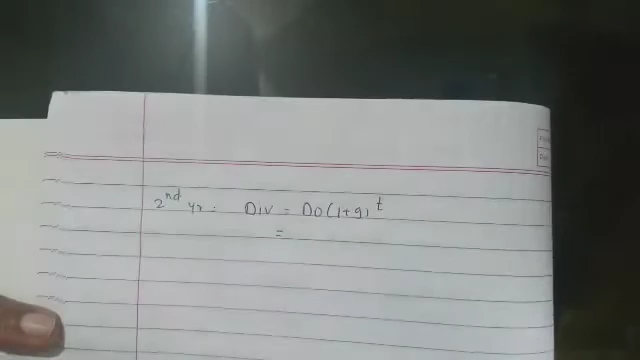 2nd yr: Div = D0(1+g)^t
=